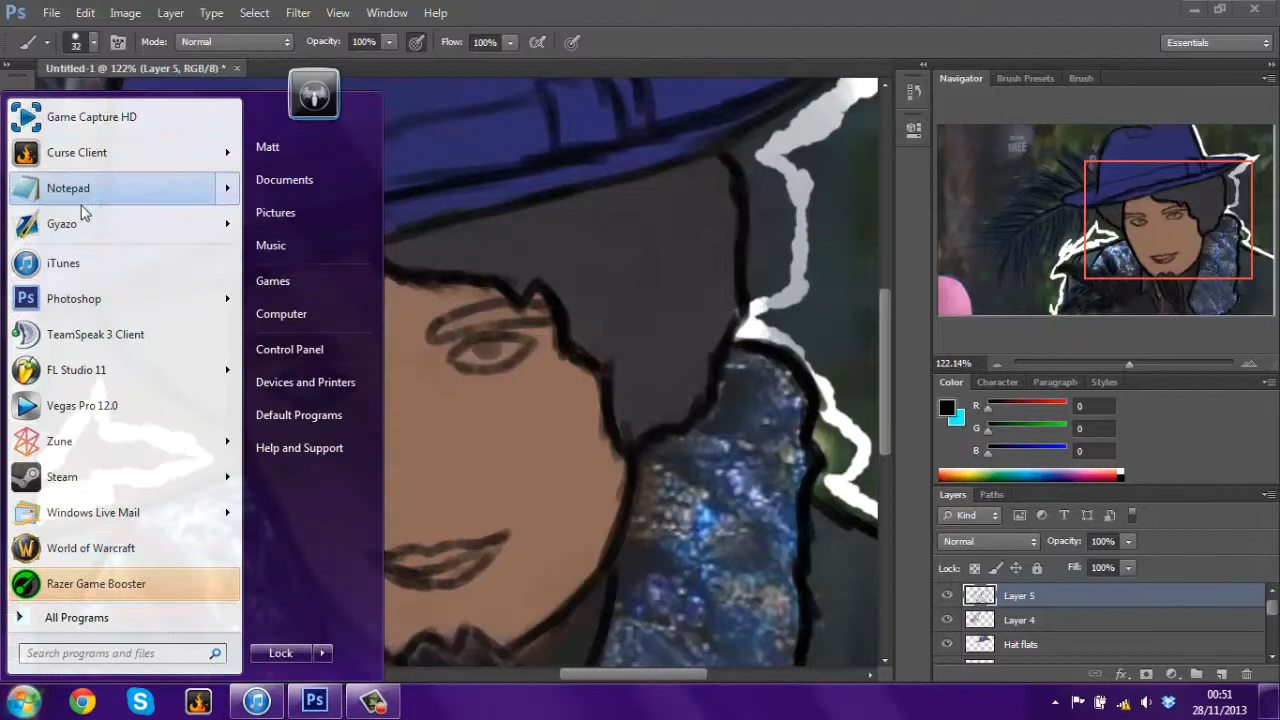 Ps File Edit Image Layer Type Select Filter View Window Help
32 Mode: Normal Opacity: 100% Flow: 100% Essentials
Untitled-1 @ 122% (Layer 5, RGB/8) * ×
Navigator Brush Presets Brush
Game Capture HD
Curse Client
Notepad
Gyazo
iTunes
Ps Photoshop
TeamSpeak 3 Client
FL Studio 11
Vegas Pro 12.0
Zune
Steam
Windows Live Mail
World of Warcraft
Razer Game Booster
All Programs
Search programs and files
Matt
Documents
Pictures
Music
Games
Computer
Control Panel
Devices and Printers
Default Programs
Help and Support
Lock
122.14%
Color Character Paragraph Styles
R 0
G 0
B 0
Layers Paths
Kind
Normal Opacity: 100%
Lock: Fill: 100%
Layer 5
Layer 4
Hat flats
fx
Ps
00:51
28/11/2013